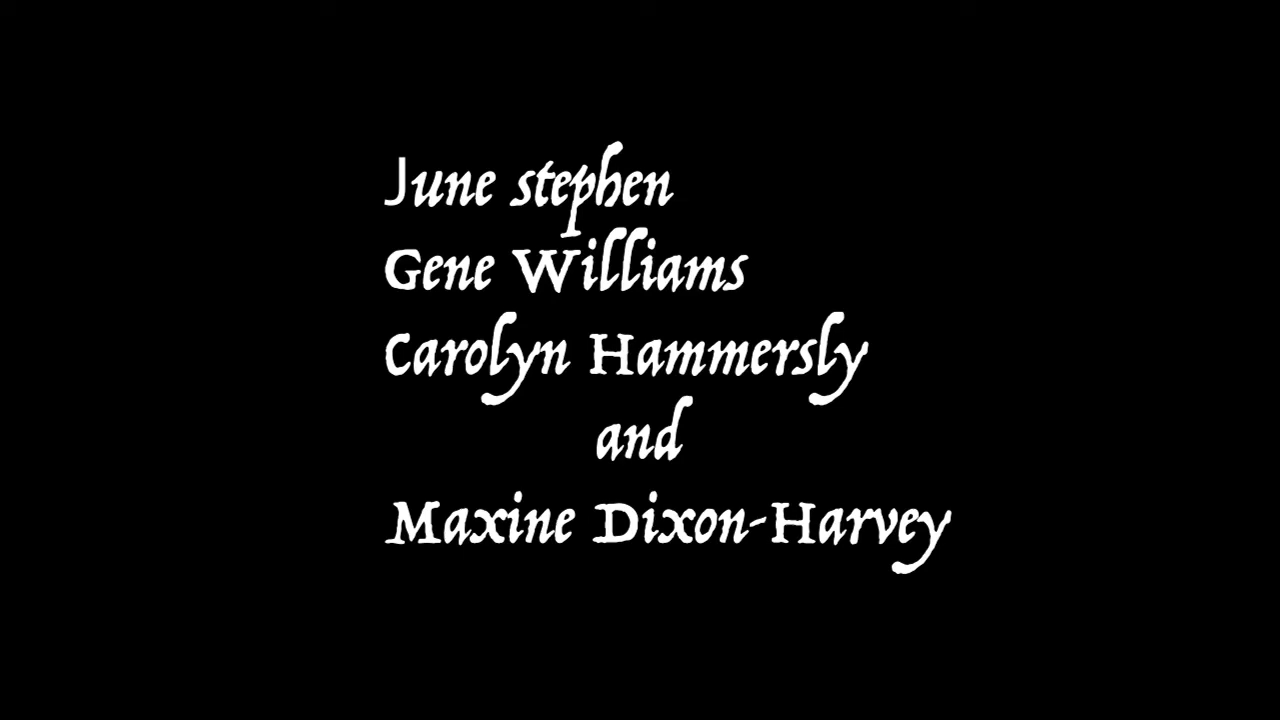 June stephen
Gene Williams
Carolyn Hammersly
and
Maxine Dixon-Harvey